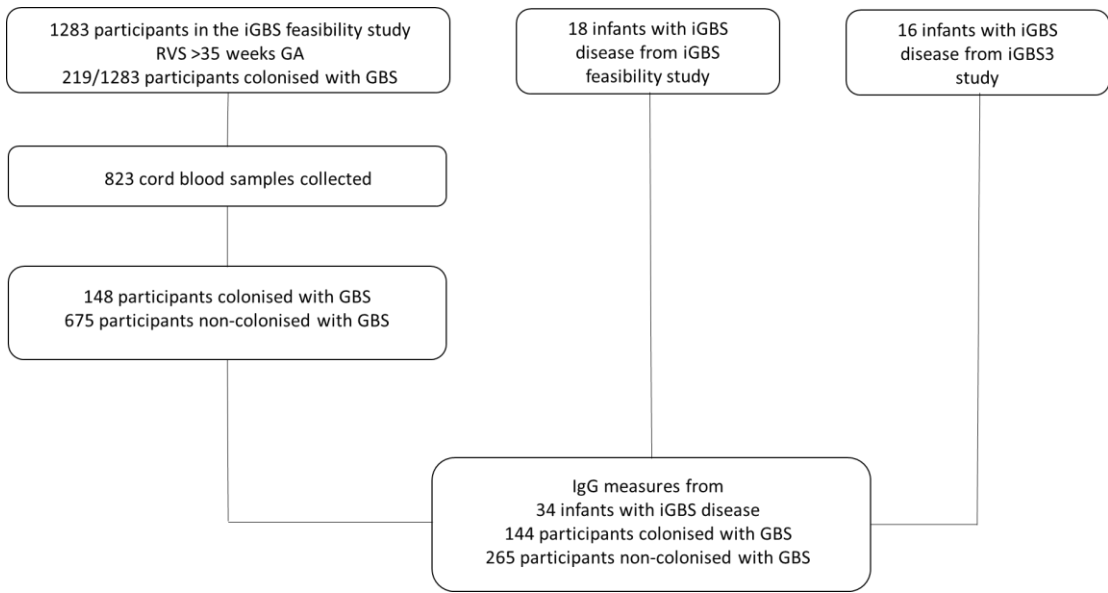 1283 participants in the iGBS feasibility study
RVS >35 weeks GA
219/1283 participants colonised with GBS
18 infants with iGBS
disease from iGBS
feasibility study
16 infants with iGBS
disease from iGBS3
study
823 cord blood samples collected
148 participants colonised with GBS
675 participants non-colonised with GBS
IgG measures from
34 infants with iGBS disease
144 participants colonised with GBS
265 participants non-colonised with GBS